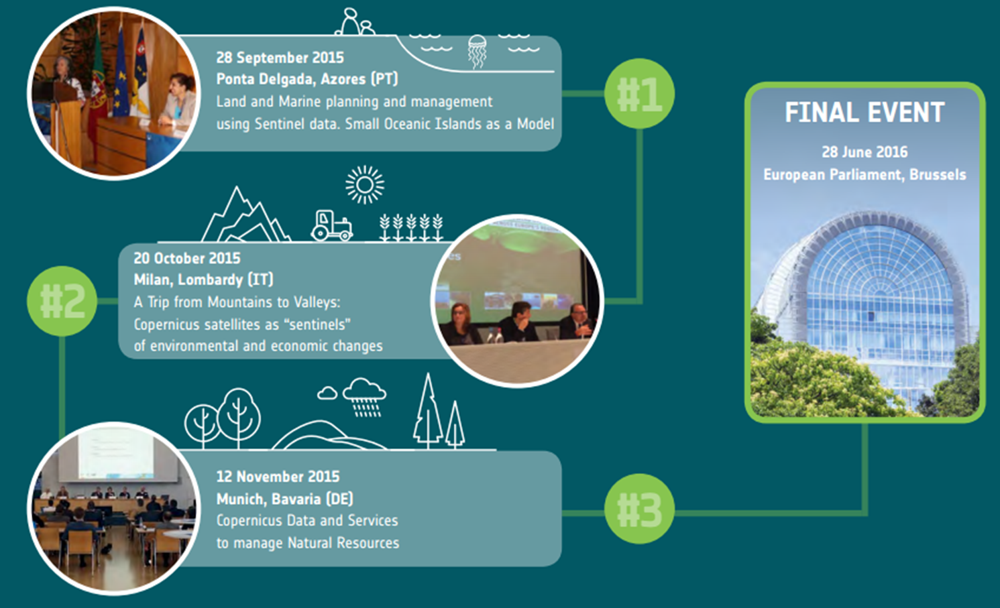 28 September 2015
Ponta Delgada, Azores (PT)
Land and Marine planning and management
using Sentinel data. Small Oceanic Islands as a Model
#1
20 October 2015
Milan, Lombardy (IT)
A Trip from Mountains to Valleys:
Copernicus satellites as “sentinels”
of environmental and economic changes
#2
12 November 2015
Munich, Bavaria (DE)
Copernicus Data and Services
to manage Natural Resources
#3
FINAL EVENT
28 June 2016
European Parliament, Brussels